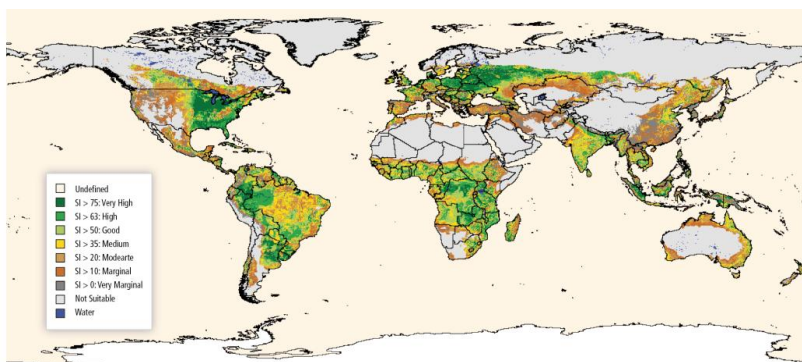 Undefined
SI > 75: Very High
SI > 63: High
SI > 50: Good
SI > 35: Medium
SI > 20: Modearte
SI > 10: Marginal
SI > 0: Very Marginal
Not Suitable
Water